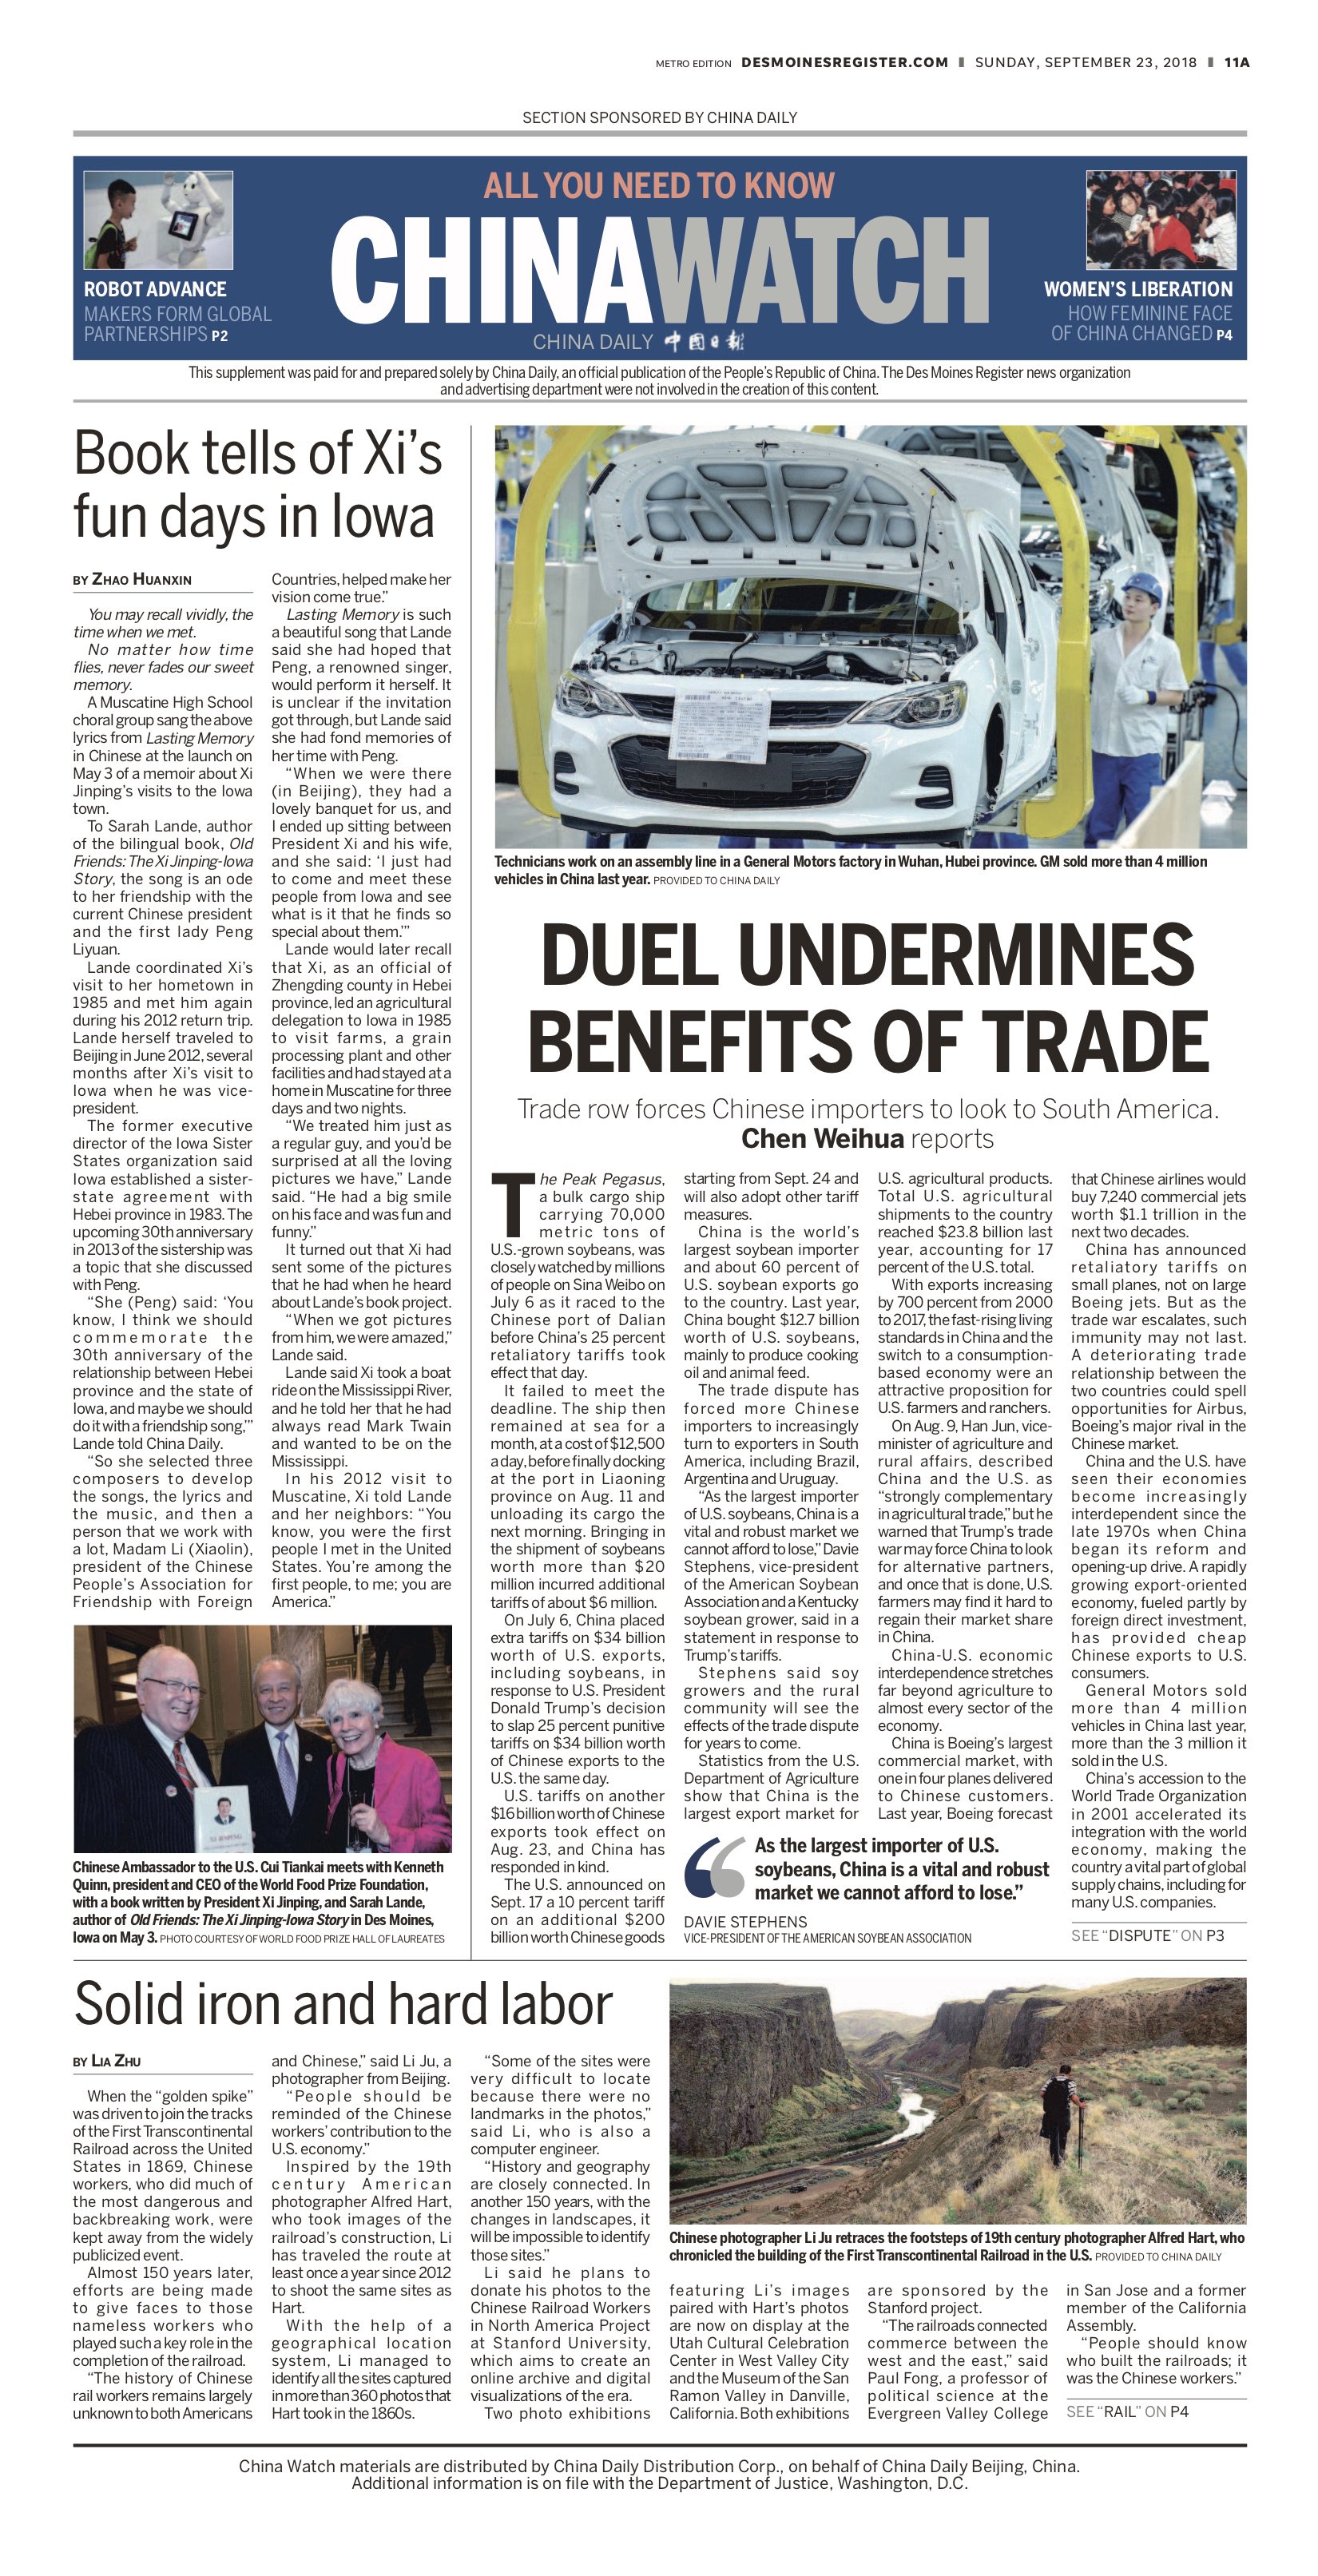 METRO EDITION DESMOINESREGISTER.COM SUNDAY, SEPTEMBER 23, 2018 11A
SECTION SPONSORED BY CHINA DAILY
ROBOT ADVANCE
MAKERS FORM GLOBAL
PARTNERSHIPS P2
ALL YOU NEED TO KNOW
CHINAWATCH
CHINA DAILY 中国日报
WOMEN'S LIBERATION
HOW FEMININE FACE
OF CHINA CHANGED P4
This supplement was paid for and prepared solely by China Daily, an official publication of the People's Republic of China. The Des Moines Register news organization
and advertising department were not involved in the creation of this content.
Book tells of Xi's
fun days in Iowa
BY ZHAO HUANXIN
You may recall vividly, the
time when we met.
No matter how time
flies, never fades our sweet
memory.
A Muscatine High School
choral group sang the above
lyrics from Lasting Memory
in Chinese at the launch on
May 3 of a memoir about Xi
Jinping's visits to the Iowa
town.
To Sarah Lande, author
of the bilingual book, Old
Friends: The Xi Jinping-Iowa
Story, the song is an ode
to her friendship with the
current Chinese president
and the first lady Peng
Liyuan.
Lande coordinated Xi's
visit to her hometown in
1985 and met him again
during his 2012 return trip.
Lande herself traveled to
Beijing in June 2012, several
months after Xi's visit to
Iowa when he was vice-
president.
The former executive
director of the Iowa Sister
States organization said
Iowa established a sister-
state agreement with
Hebei province in 1983. The
upcoming 30th anniversary
in 2013 of the sistership was
a topic that she discussed
with Peng.
"She (Peng) said: 'You
know, I think we should
commemorate the
30th anniversary of the
relationship between Hebei
province and the state of
Iowa, and maybe we should
do it with a friendship song,'"
Lande told China Daily.
"So she selected three
composers to develop
the songs, the lyrics and
the music, and then a
person that we work with
a lot, Madam Li (Xiaolin),
president of the Chinese
People's Association for
Friendship with Foreign
Countries, helped make her
vision come true."
Lasting Memory is such
a beautiful song that Lande
said she had hoped that
Peng, a renowned singer,
would perform it herself. It
is unclear if the invitation
got through, but Lande said
she had fond memories of
her time with Peng.
"When we were there
(in Beijing), they had a
lovely banquet for us, and
I ended up sitting between
President Xi and his wife,
and she said: 'I just had
to come and meet these
people from Iowa and see
what is it that he finds so
special about them.'"
Lande would later recall
that Xi, as an official of
Zhengding county in Hebei
province, led an agricultural
delegation to Iowa in 1985
to visit farms, a grain
processing plant and other
facilities and had stayed at a
home in Muscatine for three
days and two nights.
"We treated him just as
a regular guy, and you'd be
surprised at all the loving
pictures we have," Lande
said. "He had a big smile
on his face and was fun and
funny."
It turned out that Xi had
sent some of the pictures
that he had when he heard
about Lande's book project.
"When we got pictures
from him, we were amazed,"
Lande said.
Lande said Xi took a boat
ride on the Mississippi River,
and he told her that he had
always read Mark Twain
and wanted to be on the
Mississippi.
In his 2012 visit to
Muscatine, Xi told Lande
and her neighbors: "You
know, you were the first
people I met in the United
States. You're among the
first people, to me; you are
America."
XI JINPING
Chinese Ambassador to the U.S. Cui Tiankai meets with Kenneth
Quinn, president and CEO of the World Food Prize Foundation,
with a book written by President Xi Jinping, and Sarah Lande,
author of Old Friends: The Xi Jinping-Iowa Story in Des Moines,
Iowa on May 3. PHOTO COURTESY OF WORLD FOOD PRIZE HALL OF LAUREATES
Technicians work on an assembly line in a General Motors factory in Wuhan, Hubei province. GM sold more than 4 million
vehicles in China last year. PROVIDED TO CHINA DAILY
DUEL UNDERMINES
BENEFITS OF TRADE
Trade row forces Chinese importers to look to South America.
Chen Weihua reports
The Peak Pegasus,
a bulk cargo ship
carrying 70,000
metric tons of
U.S.-grown soybeans, was
closely watched by millions
of people on Sina Weibo on
July 6 as it raced to the
Chinese port of Dalian
before China's 25 percent
retaliatory tariffs took
effect that day.
It failed to meet the
deadline. The ship then
remained at sea for a
month, at a cost of $12,500
a day, before finally docking
at the port in Liaoning
province on Aug. 11 and
unloading its cargo the
next morning. Bringing in
the shipment of soybeans
worth more than $20
million incurred additional
tariffs of about $6 million.
On July 6, China placed
extra tariffs on $34 billion
worth of U.S. exports,
including soybeans, in
response to U.S. President
Donald Trump's decision
to slap 25 percent punitive
tariffs on $34 billion worth
of Chinese exports to the
U.S. the same day.
U.S. tariffs on another
$16 billion worth of Chinese
exports took effect on
Aug. 23, and China has
responded in kind.
The U.S. announced on
Sept. 17 a 10 percent tariff
on an additional $200
billion worth Chinese goods
starting from Sept. 24 and
will also adopt other tariff
measures.
China is the world's
largest soybean importer
and about 60 percent of
U.S. soybean exports go
to the country. Last year,
China bought $12.7 billion
worth of U.S. soybeans,
mainly to produce cooking
oil and animal feed.
The trade dispute has
forced more Chinese
importers to increasingly
turn to exporters in South
America, including Brazil,
Argentina and Uruguay.
"As the largest importer
of U.S. soybeans, China is a
vital and robust market we
cannot afford to lose," Davie
Stephens, vice-president
of the American Soybean
Association and a Kentucky
soybean grower, said in a
statement in response to
Trump's tariffs.
Stephens said soy
growers and the rural
community will see the
effects of the trade dispute
for years to come.
Statistics from the U.S.
Department of Agriculture
show that China is the
largest export market for
U.S. agricultural products.
Total U.S. agricultural
shipments to the country
reached $23.8 billion last
year, accounting for 17
percent of the U.S. total.
With exports increasing
by 700 percent from 2000
to 2017, the fast-rising living
standards in China and the
switch to a consumption-
based economy were an
attractive proposition for
U.S. farmers and ranchers.
On Aug. 9, Han Jun, vice-
minister of agriculture and
rural affairs, described
China and the U.S. as
"strongly complementary
in agricultural trade," but he
warned that Trump's trade
war may force China to look
for alternative partners,
and once that is done, U.S.
farmers may find it hard to
regain their market share
in China.
China-U.S. economic
interdependence stretches
far beyond agriculture to
almost every sector of the
economy.
China is Boeing's largest
commercial market, with
one in four planes delivered
to Chinese customers.
Last year, Boeing forecast
that Chinese airlines would
buy 7,240 commercial jets
worth $1.1 trillion in the
next two decades.
China has announced
retaliatory tariffs on
small planes, not on large
Boeing jets. But as the
trade war escalates, such
immunity may not last.
A deteriorating trade
relationship between the
two countries could spell
opportunities for Airbus,
Boeing's major rival in the
Chinese market.
China and the U.S. have
seen their economies
become increasingly
interdependent since the
late 1970s when China
began its reform and
opening-up drive. A rapidly
growing export-oriented
economy, fueled partly by
foreign direct investment,
has provided cheap
Chinese exports to U.S.
consumers.
General Motors sold
more than 4 million
vehicles in China last year,
more than the 3 million it
sold in the U.S.
China's accession to the
World Trade Organization
in 2001 accelerated its
integration with the world
economy, making the
country a vital part of global
supply chains, including for
many U.S. companies.
SEE "DISPUTE" ON P3
As the largest importer of U.S.
soybeans, China is a vital and robust
market we cannot afford to lose."
DAVIE STEPHENS
VICE-PRESIDENT OF THE AMERICAN SOYBEAN ASSOCIATION
Solid iron and hard labor
BY LIA ZHU
When the "golden spike"
was driven to join the tracks
of the First Transcontinental
Railroad across the United
States in 1869, Chinese
workers, who did much of
the most dangerous and
backbreaking work, were
kept away from the widely
publicized event.
Almost 150 years later,
efforts are being made
to give faces to those
nameless workers who
played such a key role in the
completion of the railroad.
"The history of Chinese
rail workers remains largely
unknown to both Americans
and Chinese," said Li Ju, a
photographer from Beijing.
"People should be
reminded of the Chinese
workers' contribution to the
U.S. economy."
Inspired by the 19th
century American
photographer Alfred Hart,
who took images of the
railroad's construction, Li
has traveled the route at
least once a year since 2012
to shoot the same sites as
Hart.
With the help of a
geographical location
system, Li managed to
identify all the sites captured
in more than 360 photos that
Hart took in the 1860s.
"Some of the sites were
very difficult to locate
because there were no
landmarks in the photos,"
said Li, who is also a
computer engineer.
"History and geography
are closely connected. In
another 150 years, with the
changes in landscapes, it
will be impossible to identify
those sites."
Li said he plans to
donate his photos to the
Chinese Railroad Workers
in North America Project
at Stanford University,
which aims to create an
online archive and digital
visualizations of the era.
Two photo exhibitions
Chinese photographer Li Ju retraces the footsteps of 19th century photographer Alfred Hart, who
chronicled the building of the First Transcontinental Railroad in the U.S. PROVIDED TO CHINA DAILY
featuring Li's images
paired with Hart's photos
are now on display at the
Utah Cultural Celebration
Center in West Valley City
and the Museum of the San
Ramon Valley in Danville,
California. Both exhibitions
are sponsored by the
Stanford project.
"The railroads connected
commerce between the
west and the east," said
Paul Fong, a professor of
political science at the
Evergreen Valley College
in San Jose and a former
member of the California
Assembly.
"People should know
who built the railroads; it
was the Chinese workers."
SEE "RAIL" ON P4
China Watch materials are distributed by China Daily Distribution Corp., on behalf of China Daily Beijing, China.
Additional information is on file with the Department of Justice, Washington, D.C.